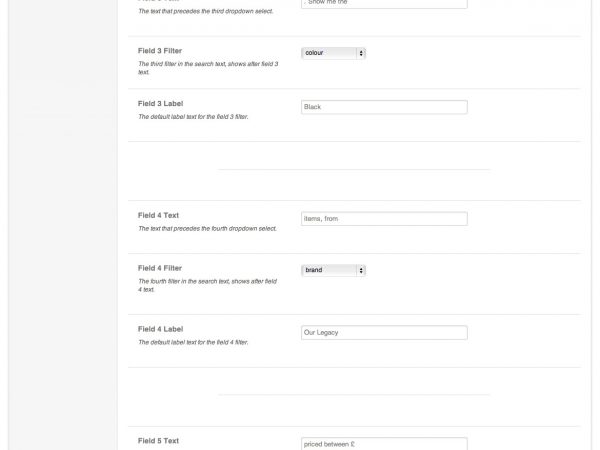 . Show me the
The text that precedes the third dropdown select.
Field 3 Filter
colour
The third filter in the search text, shows after field 3
text.
Field 3 Label
Black
The default label text for the field 3 filter.
Field 4 Text
items, from
The text that precedes the fourth dropdown select.
Field 4 Filter
brand
The fourth filter in the search text, shows after field
4 text.
Field 4 Label
Our Legacy
The default label text for the field 4 filter.
Field 5 Text
priced between £